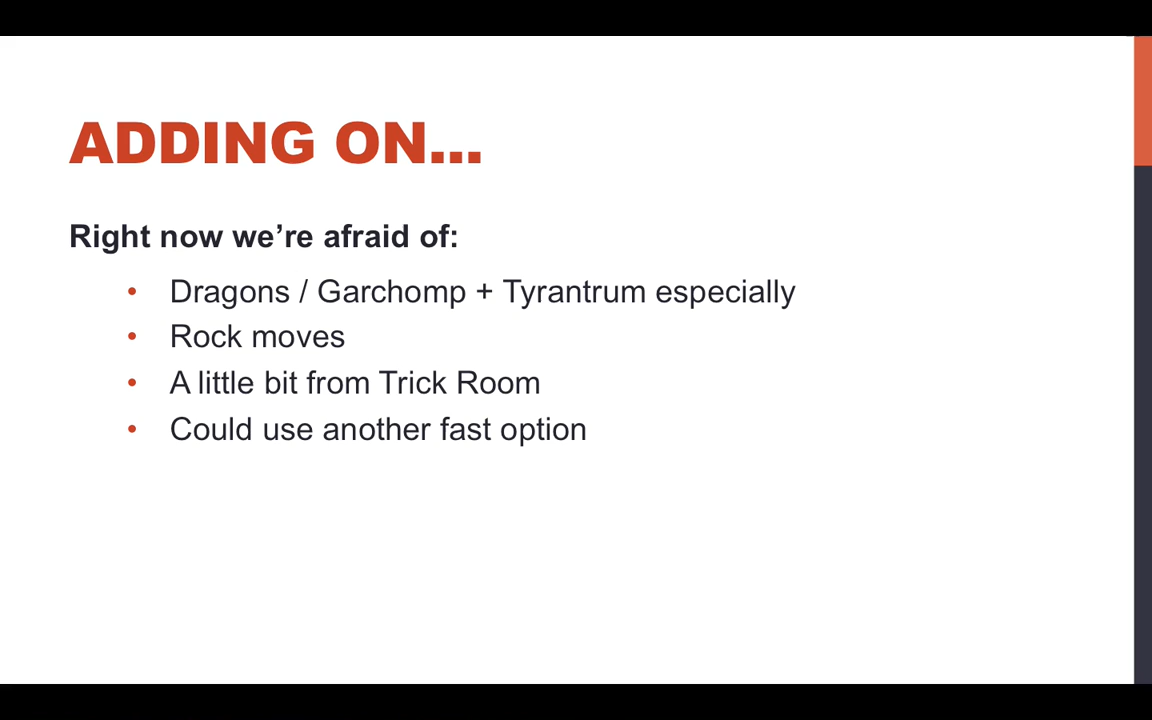 ADDING ON...
Right now we’re afraid of:
• Dragons / Garchomp + Tyrantrum especially
• Rock moves
• A little bit from Trick Room
• Could use another fast option